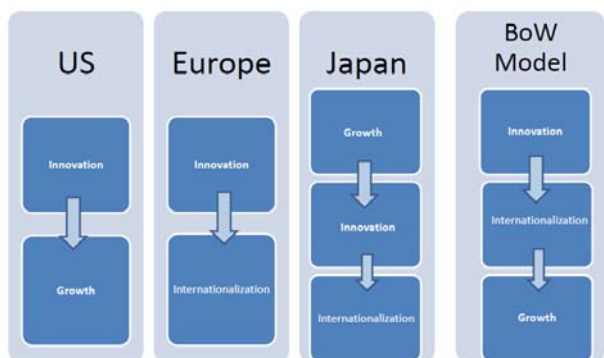 US
Innovation
Growth
Europe
Innovation
Internationalization
Japan
Growth
Innovation
Internationalization
BoW
Model
Innovation
Internationalization
Growth